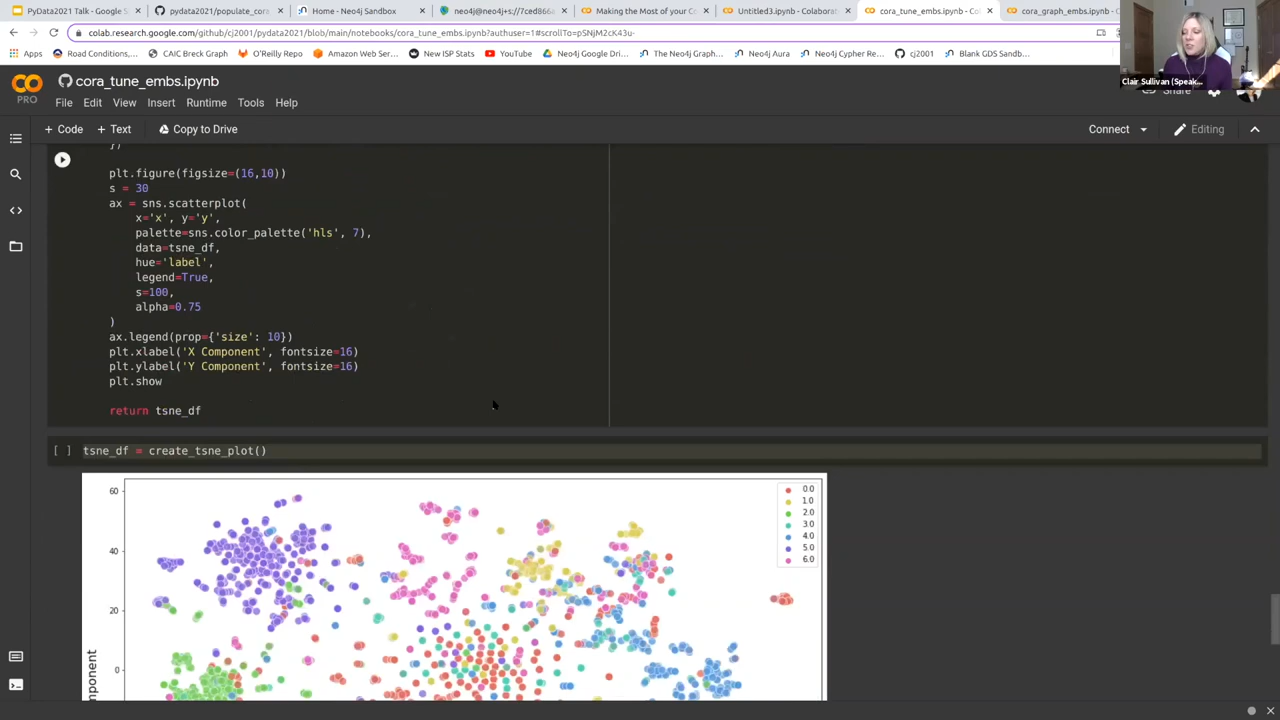 PyData2021 Talk - Google S
pydata2021/populate_cora
Home | Neo4j Sandbox
neo4j@neo4j+s://7ced866a
Making the Most of your Co
Untitled3.ipynb - Colaborat
cora_tune_embs.ipynb - Col
cora_graph_embs.ipynb - C
colab.research.google.com/github/cj2001/pydata2021/blob/main/notebooks/cora_tune_embs.ipynb?authuser=1#scrollTo=pSNjM2cK43u-
Apps
Road Conditions,...
CAIC Breck Grap...
O'Reilly Repo
Amazon Web Ser...
New ISP Stats
YouTube
Neo4j Google Dri...
The Neo4j Graph...
The Neo4j Aura
Neo4j Cypher Re...
cj2001
Blank GDS Sandb...
Clair Sullivan (Speak...
PRO
cora_tune_embs.ipynb
Share
File Edit View Insert Runtime Tools Help
+ Code + Text Copy to Drive
Connect
Editing
})
plt.figure(figsize=(16,10))
s = 30
ax = sns.scatterplot(
x='x', y='y',
palette=sns.color_palette('hls', 7),
data=tsne_df,
hue='label',
legend=True,
s=100,
alpha=0.75
)
ax.legend(prop={'size': 10})
plt.xlabel('X Component', fontsize=16)
plt.ylabel('Y Component', fontsize=16)
plt.show
return tsne_df
[ ] tsne_df = create_tsne_plot()
60
40
20
0
mponent
0.0
1.0
2.0
3.0
4.0
5.0
6.0